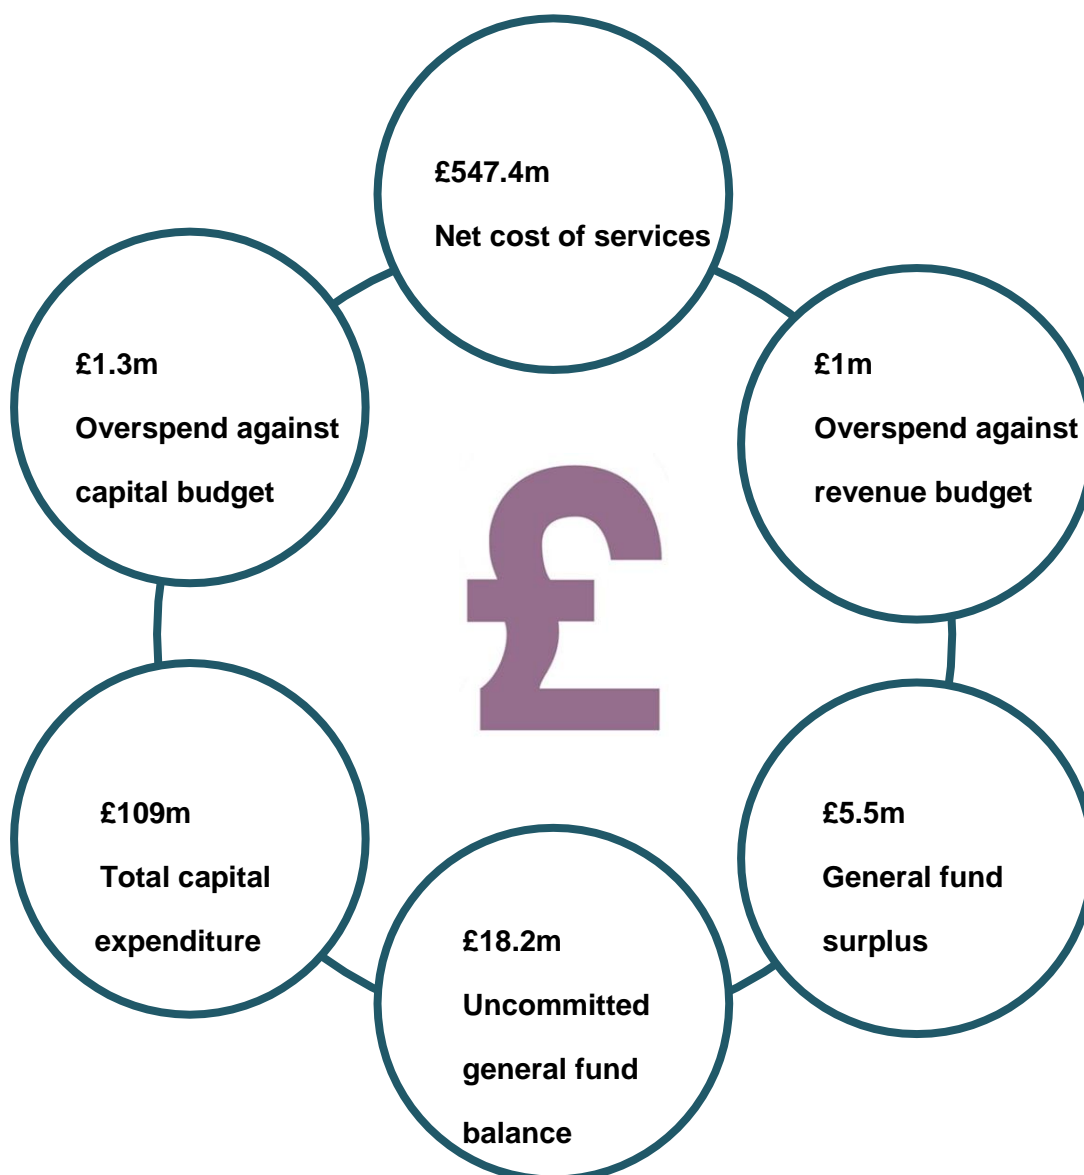 £547.4m
Net cost of services
£1m
Overspend against
revenue budget
£5.5m
General fund
surplus
£18.2m
Uncommitted
general fund
balance
£109m
Total capital
expenditure
£1.3m
Overspend against
capital budget
£